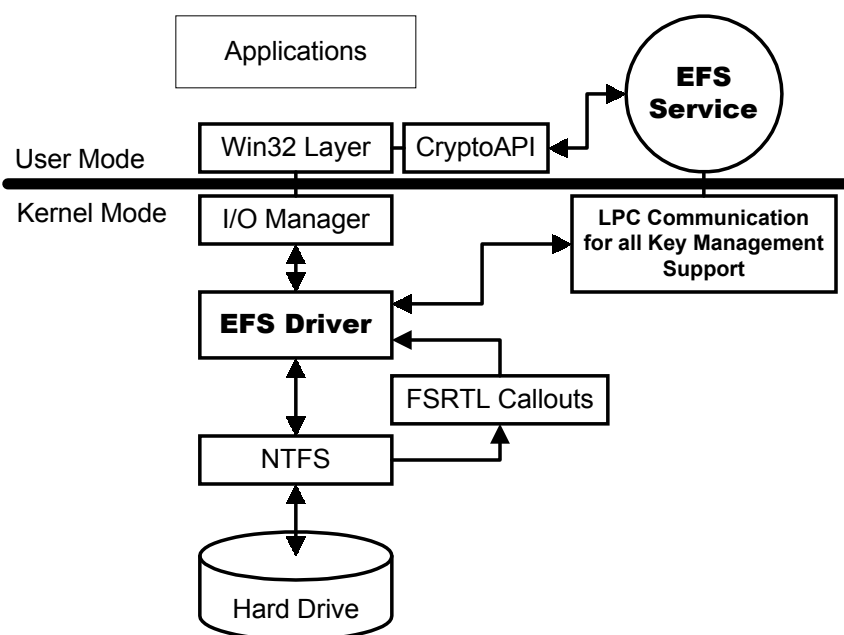 Applications
EFS
Service
Win32 Layer
CryptoAPI
User Mode
Kernel Mode
I/O Manager
LPC Communication
for all Key Management
Support
EFS Driver
FSRTL Callouts
NTFS
Hard Drive